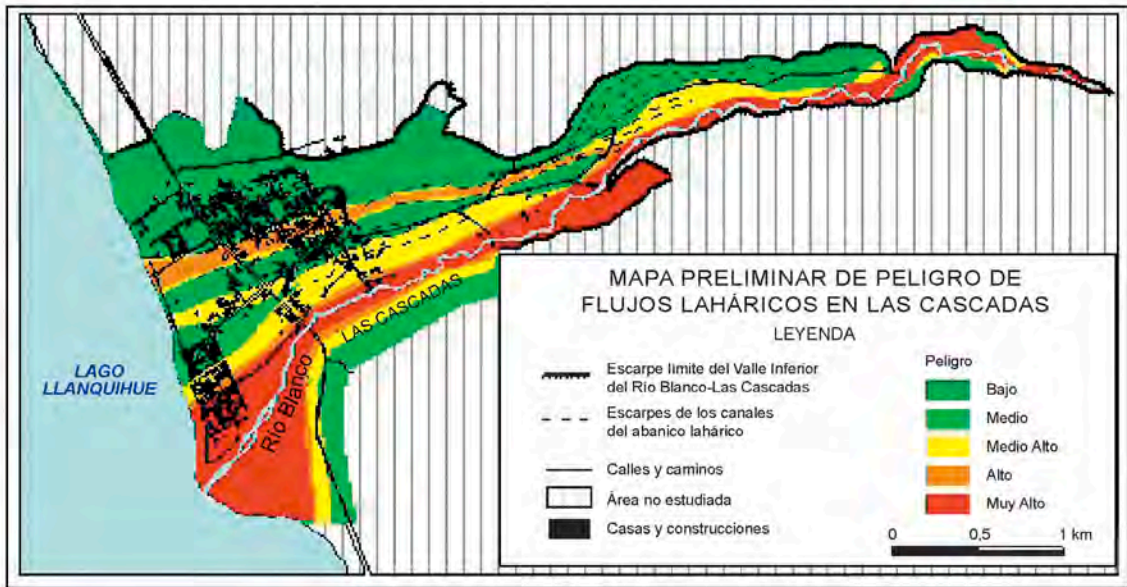 LAGO
LLANQUIHUE
Río Blanco
LAS CASCADAS
MAPA PRELIMINAR DE PELIGRO DE
FLUJOS LAHÁRICOS EN LAS CASCADAS
LEYENDA
Escarpe límite del Valle Inferior
del Río Blanco-Las Cascadas
Escarpes de los canales
del abanico lahárico
Calles y caminos
Área no estudiada
Casas y construcciones
Peligro
Bajo
Medio
Medio Alto
Alto
Muy Alto
0 0,5 1 km